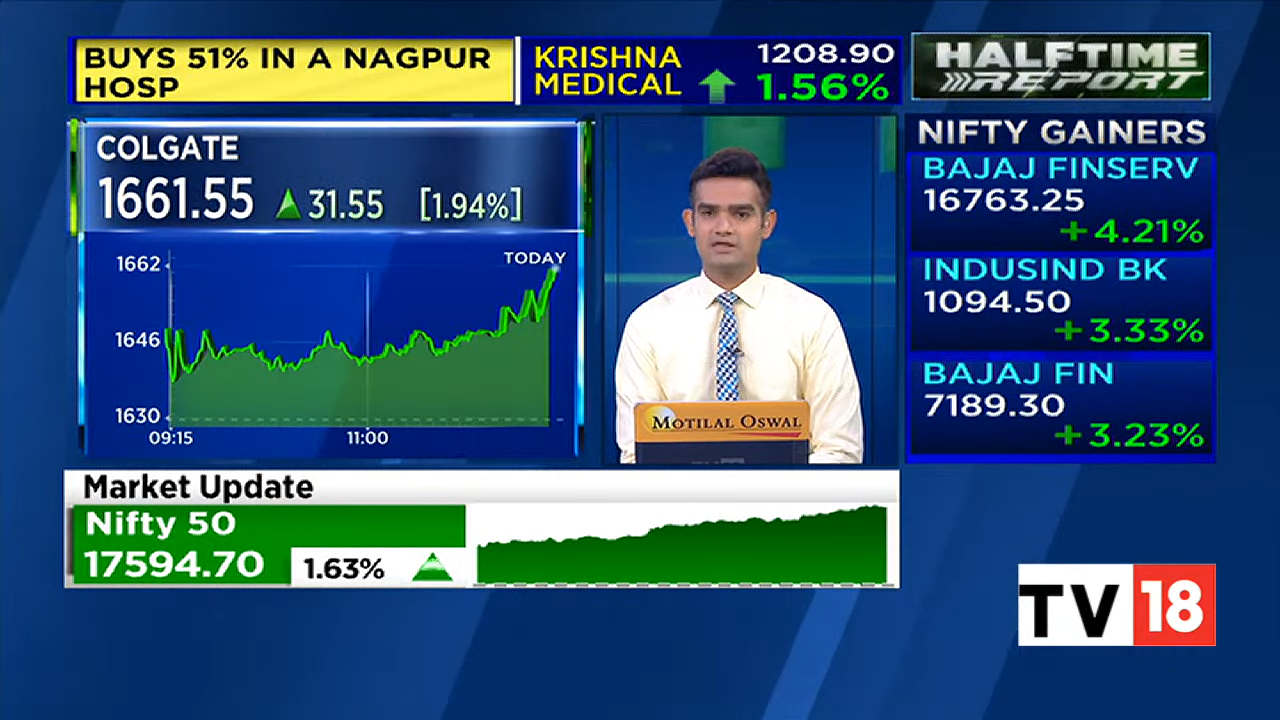 BUYS 51% IN A NAGPUR
HOSP
KRISHNA
MEDICAL
1208.90
1.56%
HALFTIME
REPORT
COLGATE
1661.55
31.55
[1.94%]
TODAY
1662
1646
1630
09:15
11:00
MOTILAL OSWAL
NIFTY GAINERS
BAJAJ FINSERV
16763.25
+4.21%
INDUSIND BK
1094.50
+3.33%
BAJAJ FIN
7189.30
+3.23%
Market Update
Nifty 50
17594.70
1.63%
TV18